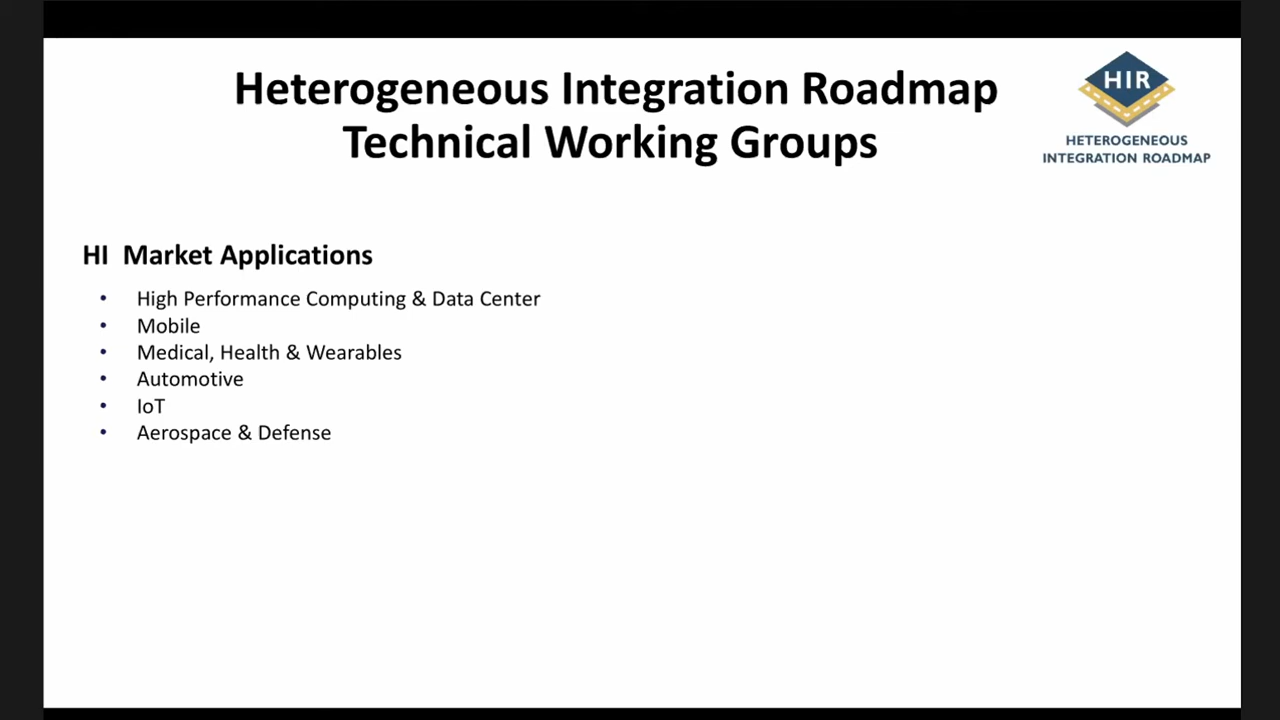 Heterogeneous Integration Roadmap
Technical Working Groups
HIR
HETEROGENEOUS
INTEGRATION ROADMAP
HI Market Applications
• High Performance Computing & Data Center
• Mobile
• Medical, Health & Wearables
• Automotive
• IoT
• Aerospace & Defense